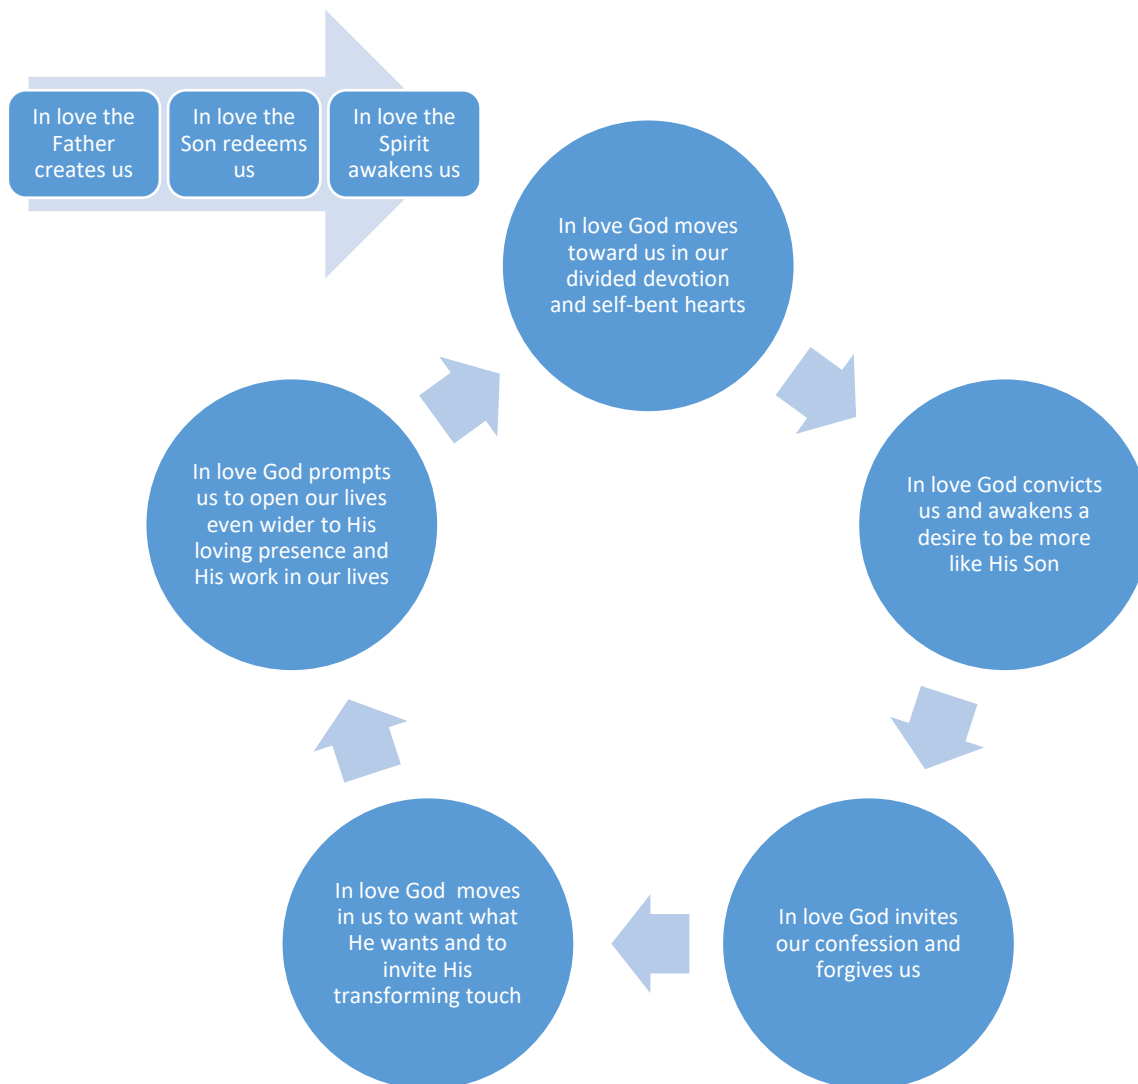 In love the
Father
creates us
In love the
Son redeems
us
In love the
Spirit
awakens us
In love God moves
toward us in our
divided devotion
and self-bent hearts
In love God convicts
us and awakens a
desire to be more
like His Son
In love God invites
our confession and
forgives us
In love God  moves
in us to want what
He wants and to
invite His
transforming touch
In love God prompts
us to open our lives
even wider to His
loving presence and
His work in our lives